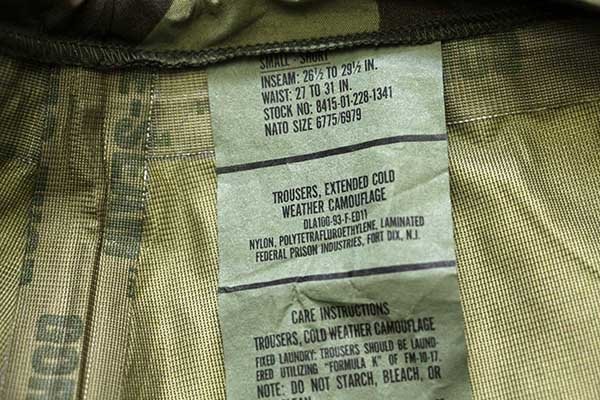 SMALL - SHORT
INSEAM: 26½ TO 29½ IN.
WAIST: 27 TO 31 IN.
STOCK NO: 8415-01-228-1341
NATO SIZE 6775/6979
TROUSERS, EXTENDED COLD
WEATHER CAMOUFLAGE
DLA100-93-F-ED11
NYLON, POLYTETRAFLUROETHYLENE, LAMINATED
FEDERAL PRISON INDUSTRIES, FORT DIX, N.J.
CARE INSTRUCTIONS
TROUSERS, COLD WEATHER CAMOUFLAGE
FIXED LAUNDRY: TROUSERS SHOULD BE LAUND-
ERED UTILIZING "FORMULA K" OF FM-10-17.
NOTE: DO NOT STARCH, BLEACH, OR